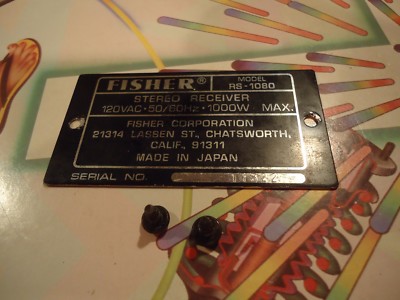 FISHER® MODEL RS-1080
STEREO RECEIVER
120VAC • 50/60Hz • 1000W MAX.
FISHER CORPORATION
21314 LASSEN ST., CHATSWORTH,
CALIF., 91311
MADE IN JAPAN
SERIAL NO.